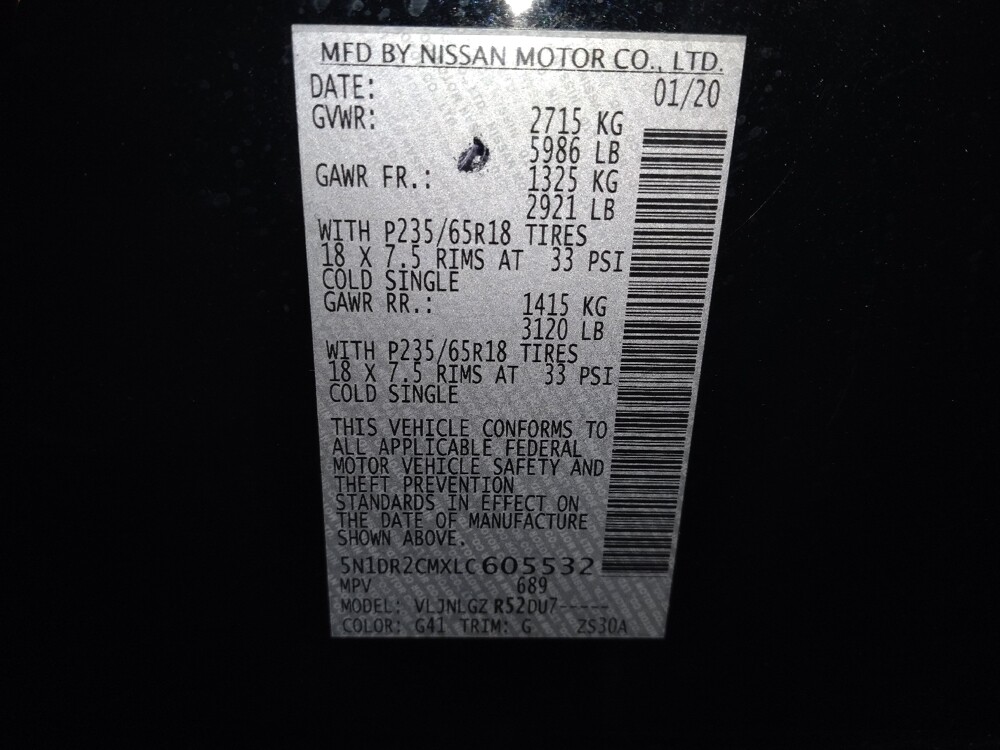 MFD BY NISSAN MOTOR CO., LTD.
DATE: 01/20
GVWR: 2715 KG
5986 LB
GAWR FR.: 1325 KG
2921 LB
WITH P235/65R18 TIRES
18 X 7.5 RIMS AT 33 PSI
COLD SINGLE
GAWR RR.: 1415 KG
3120 LB
WITH P235/65R18 TIRES
18 X 7.5 RIMS AT 33 PSI
COLD SINGLE
THIS VEHICLE CONFORMS TO
ALL APPLICABLE FEDERAL
MOTOR VEHICLE SAFETY AND
THEFT PREVENTION
STANDARDS IN EFFECT ON
THE DATE OF MANUFACTURE
SHOWN ABOVE.
5N1DR2CMXLC605532
MPV 689
MODEL: VLJNLGZ R52DU7-----
COLOR: G41 TRIM: G ZS30A